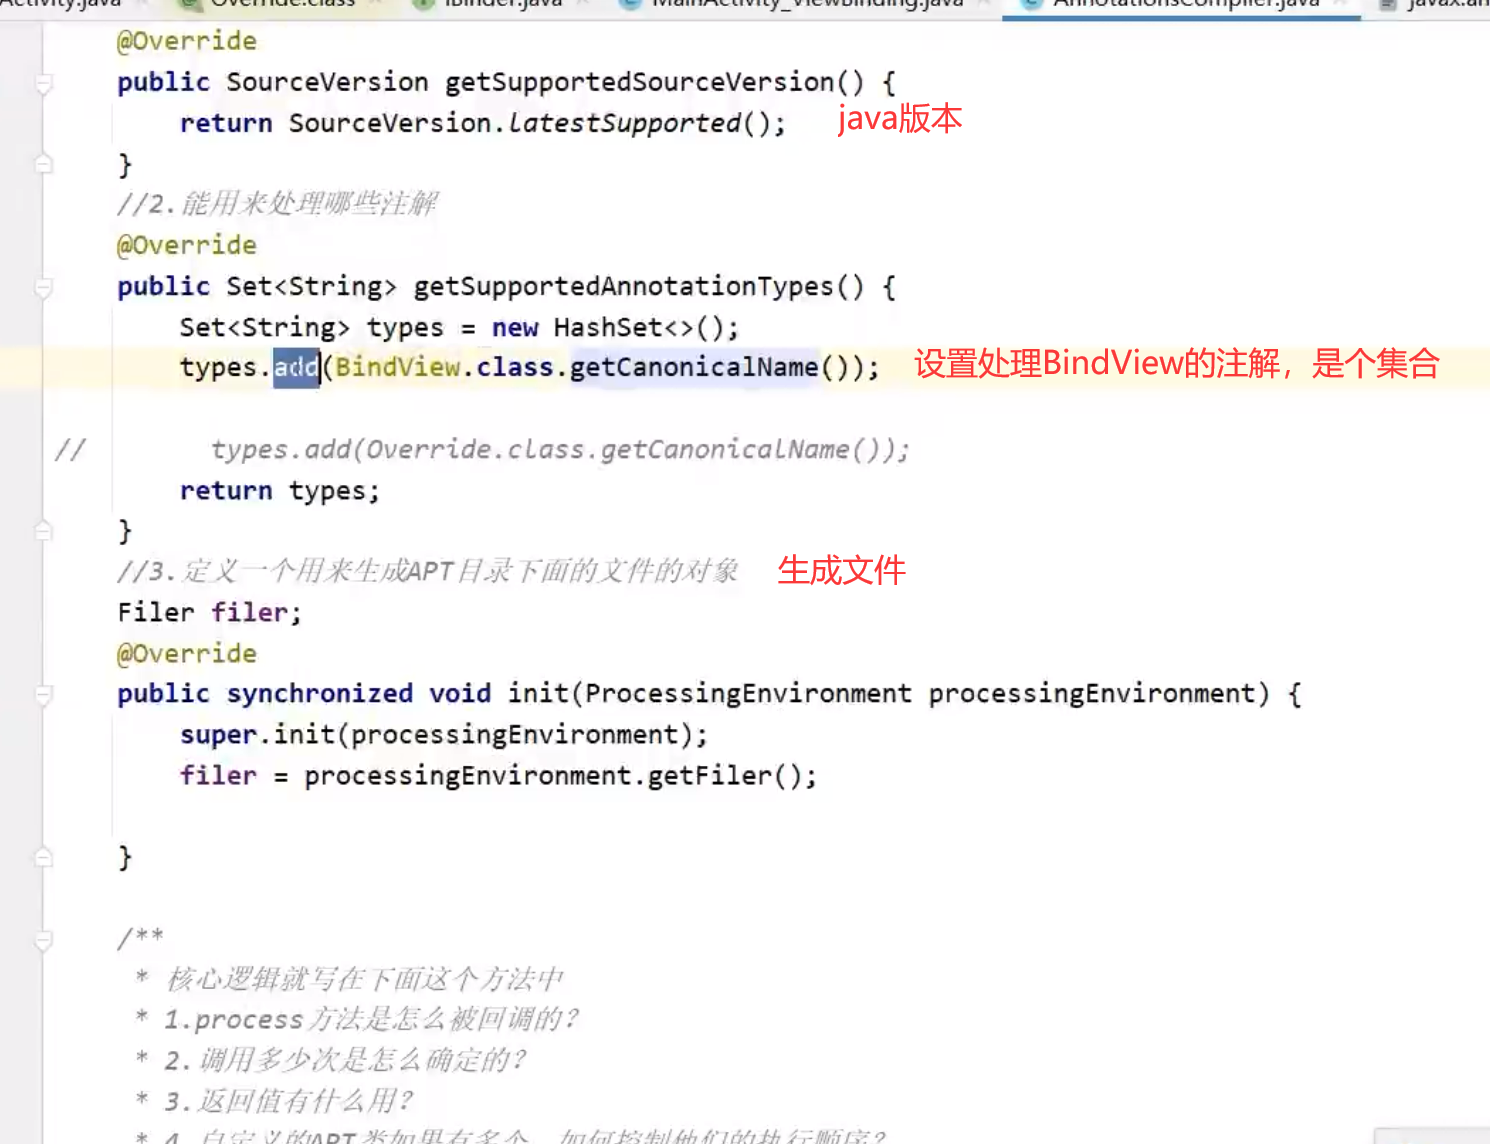 Activity.java Override.class IBinder.java MainActivity_ViewBinding.java AnnotationsCompiler.java javax.an
@Override
public SourceVersion getSupportedSourceVersion() {
return SourceVersion.latestSupported(); java版本
}
//2.能用来处理哪些注解
@Override
public Set<String> getSupportedAnnotationTypes() {
Set<String> types = new HashSet<>();
types.add(BindView.class.getCanonicalName()); 设置处理BindView的注解，是个集合
// types.add(Override.class.getCanonicalName());
return types;
}
//3.定义一个用来生成APT目录下面的文件的对象 生成文件
Filer filer;
@Override
public synchronized void init(ProcessingEnvironment processingEnvironment) {
super.init(processingEnvironment);
filer = processingEnvironment.getFiler();
}
/**
* 核心逻辑就写在下面这个方法中
* 1.process方法是怎么被回调的？
* 2.调用多少次是怎么确定的？
* 3.返回值有什么用？
* 4.自定义的APT类如果有多个，如何控制他们的执行顺序？